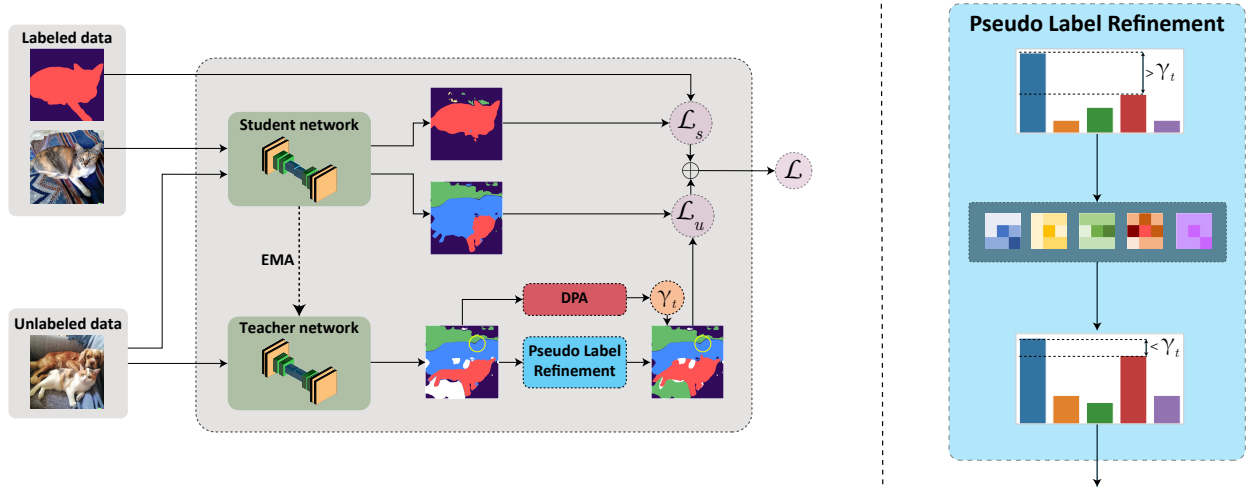 Labeled data
Student network
ℒₛ
ℒ
ℒᵤ
EMA
Unlabeled data
Teacher network
DPA
γₜ
Pseudo Label
Refinement
Pseudo Label Refinement
> γₜ
< γₜ